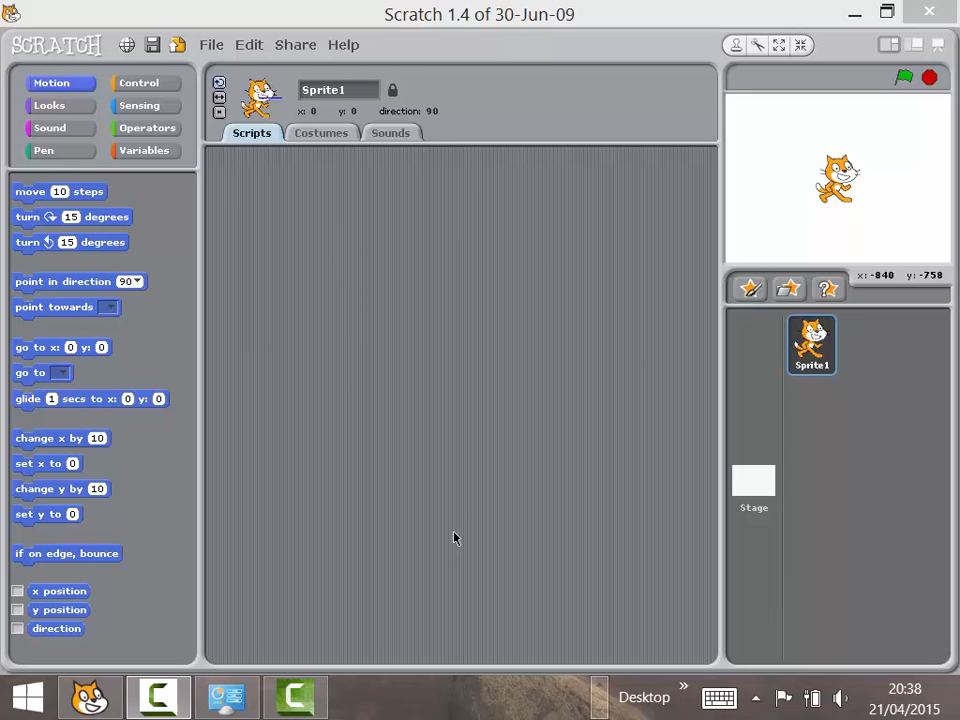 Scratch 1.4 of 30-Jun-09
SCRATCH
File Edit Share Help
Motion Control
Looks Sensing
Sound Operators
Pen Variables
Sprite1
x: 0 y: 0 direction: 90
Scripts Costumes Sounds
move 10 steps
turn 15 degrees
turn 15 degrees
point in direction 90
point towards
go to x: 0 y: 0
go to
glide 1 secs to x: 0 y: 0
change x by 10
set x to 0
change y by 10
set y to 0
if on edge, bounce
x position
y position
direction
x: -840 y: -758
Sprite1
Stage
Desktop
20:38
21/04/2015